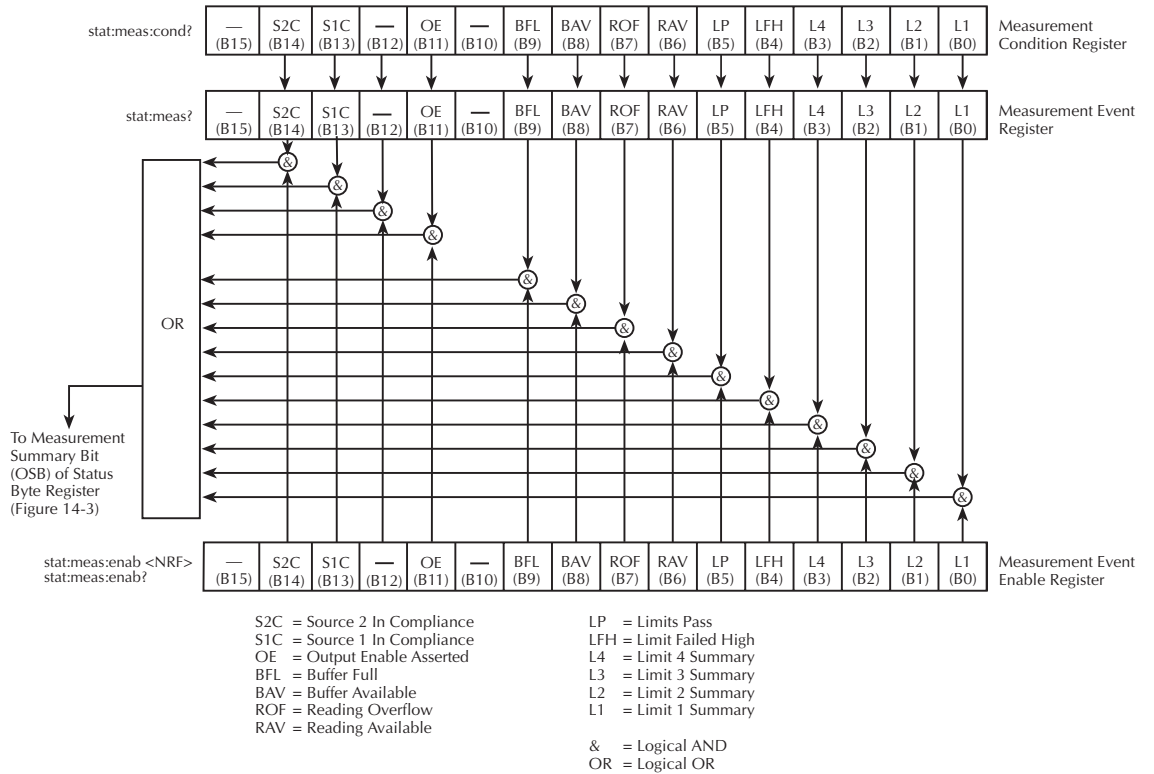 stat:meas:cond?
— S2C S1C — OE — BFL BAV ROF RAV LP LFH L4 L3 L2 L1
(B15) (B14) (B13) (B12) (B11) (B10) (B9) (B8) (B7) (B6) (B5) (B4) (B3) (B2) (B1) (B0)
Measurement
Condition Register
stat:meas?
— S2C S1C — OE — BFL BAV ROF RAV LP LFH L4 L3 L2 L1
(B15) (B14) (B13) (B12) (B11) (B10) (B9) (B8) (B7) (B6) (B5) (B4) (B3) (B2) (B1) (B0)
Measurement Event
Register
&
&
&
&
&
&
&
&
&
&
&
&
&
&
OR
To Measurement
Summary Bit
(OSB) of Status
Byte Register
(Figure 14-3)
stat:meas:enab <NRF>
stat:meas:enab?
— S2C S1C — OE — BFL BAV ROF RAV LP LFH L4 L3 L2 L1
(B15) (B14) (B13) (B12) (B11) (B10) (B9) (B8) (B7) (B6) (B5) (B4) (B3) (B2) (B1) (B0)
Measurement Event
Enable Register
S2C = Source 2 In Compliance
S1C = Source 1 In Compliance
OE = Output Enable Asserted
BFL = Buffer Full
BAV = Buffer Available
ROF = Reading Overflow
RAV = Reading Available
LP = Limits Pass
LFH = Limit Failed High
L4 = Limit 4 Summary
L3 = Limit 3 Summary
L2 = Limit 2 Summary
L1 = Limit 1 Summary
& = Logical AND
OR = Logical OR